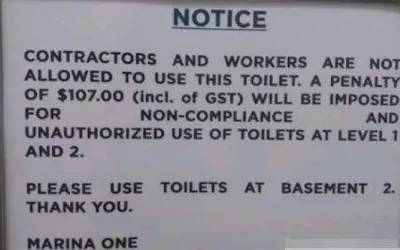 NOTICE
CONTRACTORS AND WORKERS ARE NOT
ALLOWED TO USE THIS TOILET. A PENALTY
OF $107.00 (incl. of GST) WILL BE IMPOSED
FOR NON-COMPLIANCE AND
UNAUTHORIZED USE OF TOILETS AT LEVEL 1
AND 2.
PLEASE USE TOILETS AT BASEMENT 2.
THANK YOU.
MARINA ONE